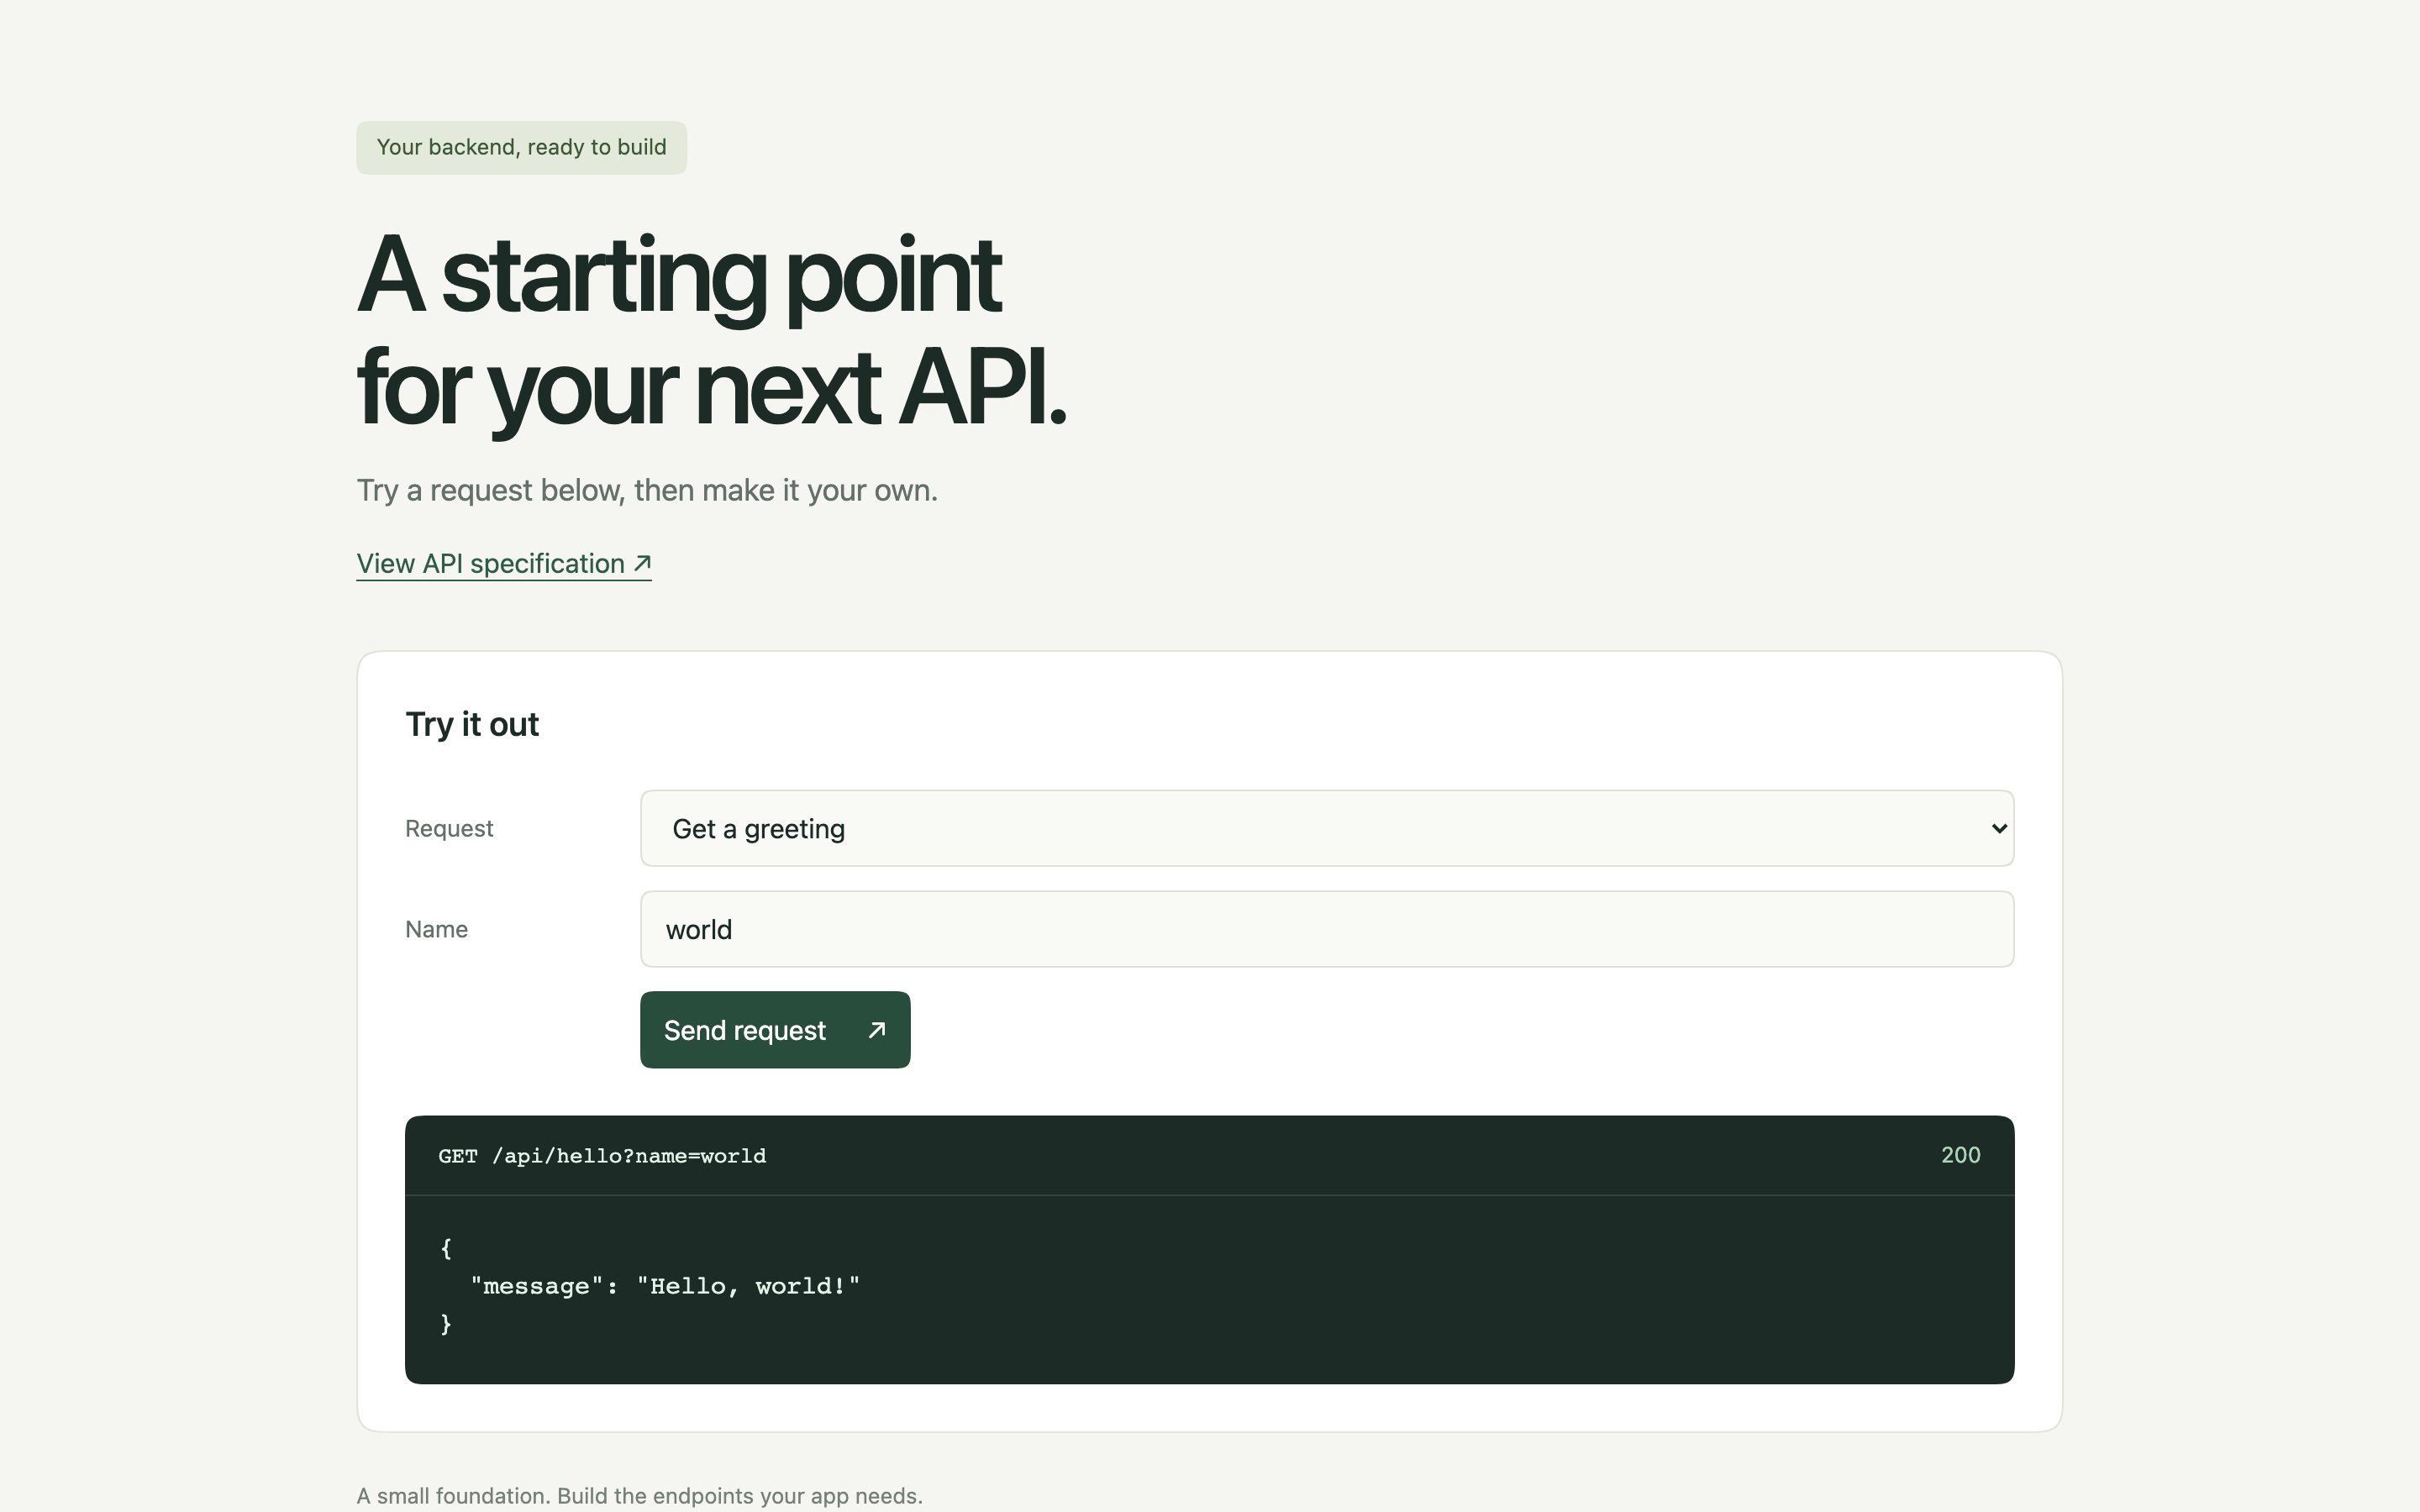 Your backend, ready to build
A starting point
for your next API.
Try a request below, then make it your own.
View API specification ↗
Try it out
Request
Get a greeting
Name
world
Send request ↗
GET /api/hello?name=world
200
{
  "message": "Hello, world!"
}
A small foundation. Build the endpoints your app needs.